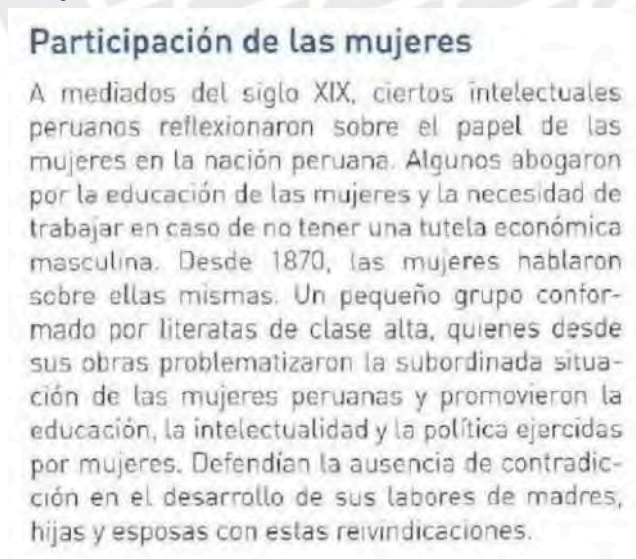 Participación de las mujeres
A mediados del siglo XIX, ciertos intelectuales
peruanos reflexionaron sobre el papel de las
mujeres en la nación peruana. Algunos abogaron
por la educación de las mujeres y la necesidad de
trabajar en caso de no tener una tutela económica
masculina. Desde 1870, las mujeres hablaron
sobre ellas mismas. Un pequeño grupo confor-
mado por literatas de clase alta, quienes desde
sus obras problematizaron la subordinada situa-
ción de las mujeres peruanas y promovieron la
educación, la intelectualidad y la política ejercidas
por mujeres. Defendían la ausencia de contradic-
ción en el desarrollo de sus labores de madres,
hijas y esposas con estas reivindicaciones.